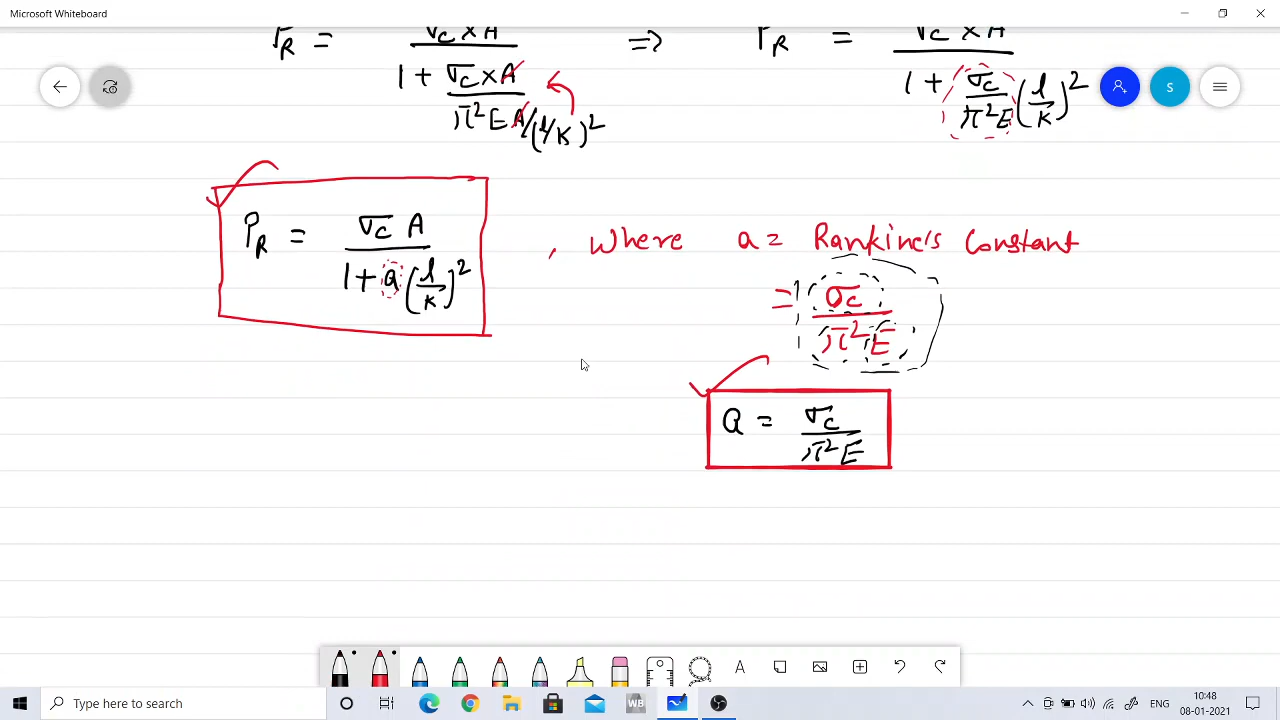 Microsoft Whiteboard
P_R = σc × A / (1 + (σc × A) / (π²EA/(l/k)²)) ⇒ P_R = σc × A / (1 + σc/(π²E) (l/k)²)
S
P_R = σc A / (1 + a (l/k)²) , where a = Rankine's Constant
= σc / π²E
a = σc / π²E
A
Type here to search
WB
ENG
10:48
08-01-2021